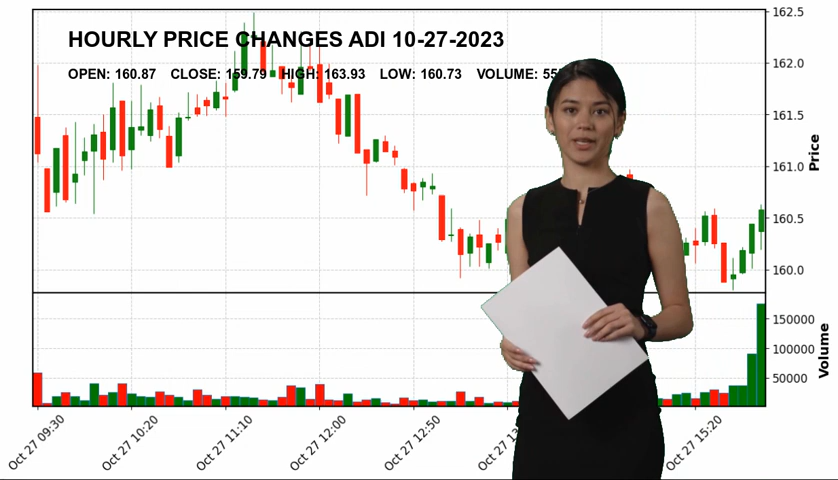 HOURLY PRICE CHANGES ADI 10-27-2023
OPEN: 160.87 CLOSE: 159.79 HIGH: 163.93 LOW: 160.73 VOLUME:
162.5
162.0
161.5
161.0
160.5
160.0
Price
150000
100000
50000
Volume
Oct 27 09:30
Oct 27 10:20
Oct 27 11:10
Oct 27 12:00
Oct 27 12:50
Oct 27
Oct 27 15:20